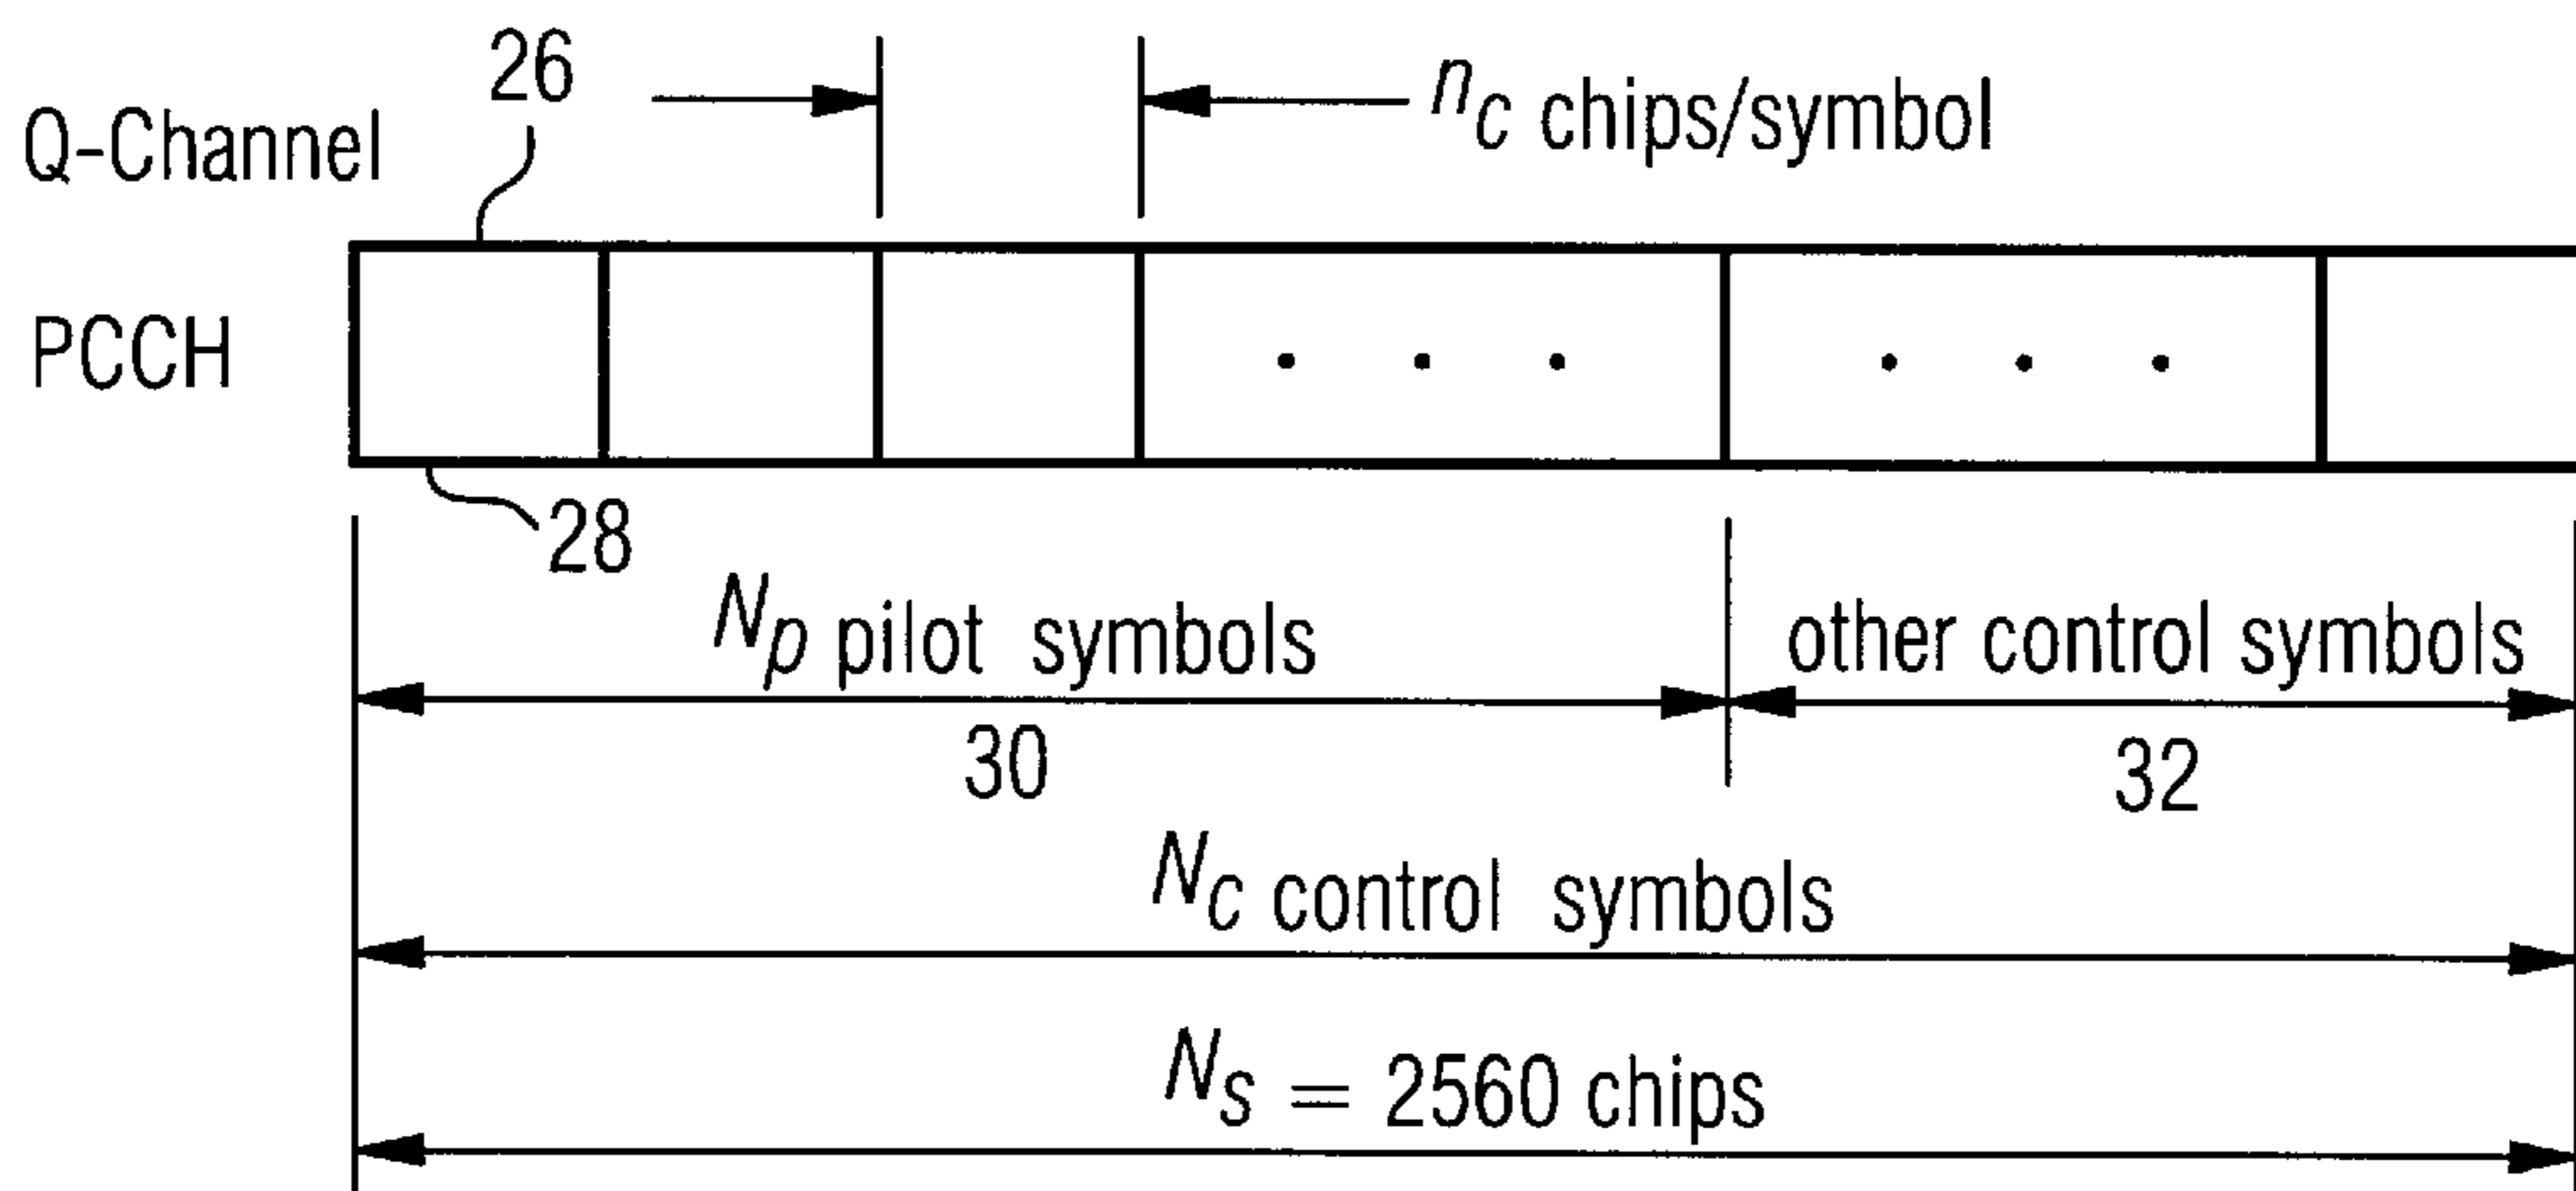 26
Q-Channel
n_c chips/symbol
PCCH
28
N_p pilot symbols
other control symbols
30
32
N_c control symbols
N_s = 2560 chips